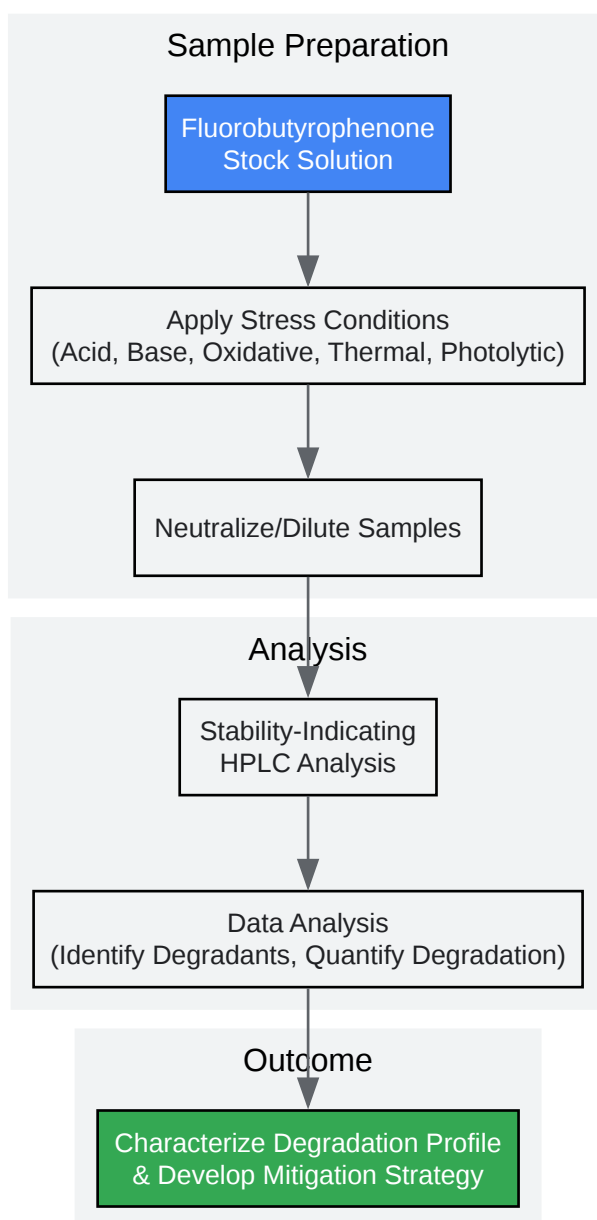 Sample Preparation
Fluorobutyrophenone
Stock Solution
Apply Stress Conditions
(Acid, Base, Oxidative, Thermal, Photolytic)
Neutralize/Dilute Samples
Analysis
Stability-Indicating
HPLC Analysis
Data Analysis
(Identify Degradants, Quantify Degradation)
Outcome
Characterize Degradation Profile
& Develop Mitigation Strategy